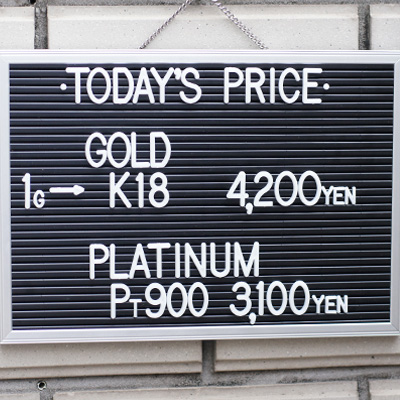 ·TODAY'S PRICE·
GOLD
1G→ K18 4,200YEN
PLATINUM
PT900 3,100YEN